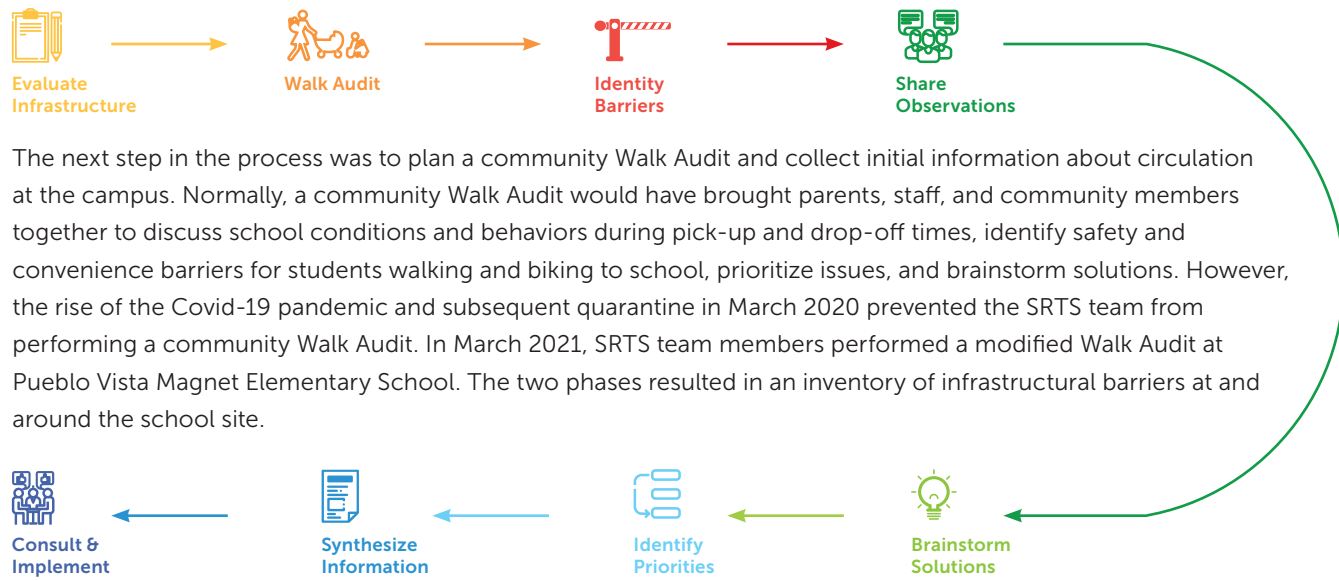 Evaluate
Infrastructure
Walk Audit
Identity
Barriers
Share
Observations
The next step in the process was to plan a community Walk Audit and collect initial information about circulation
at the campus. Normally, a community Walk Audit would have brought parents, staff, and community members
together to discuss school conditions and behaviors during pick-up and drop-off times, identify safety and
convenience barriers for students walking and biking to school, prioritize issues, and brainstorm solutions. However,
the rise of the Covid-19 pandemic and subsequent quarantine in March 2020 prevented the SRTS team from
performing a community Walk Audit. In March 2021, SRTS team members performed a modified Walk Audit at
Pueblo Vista Magnet Elementary School. The two phases resulted in an inventory of infrastructural barriers at and
around the school site.
Consult &
Implement
Synthesize
Information
Identify
Priorities
Brainstorm
Solutions